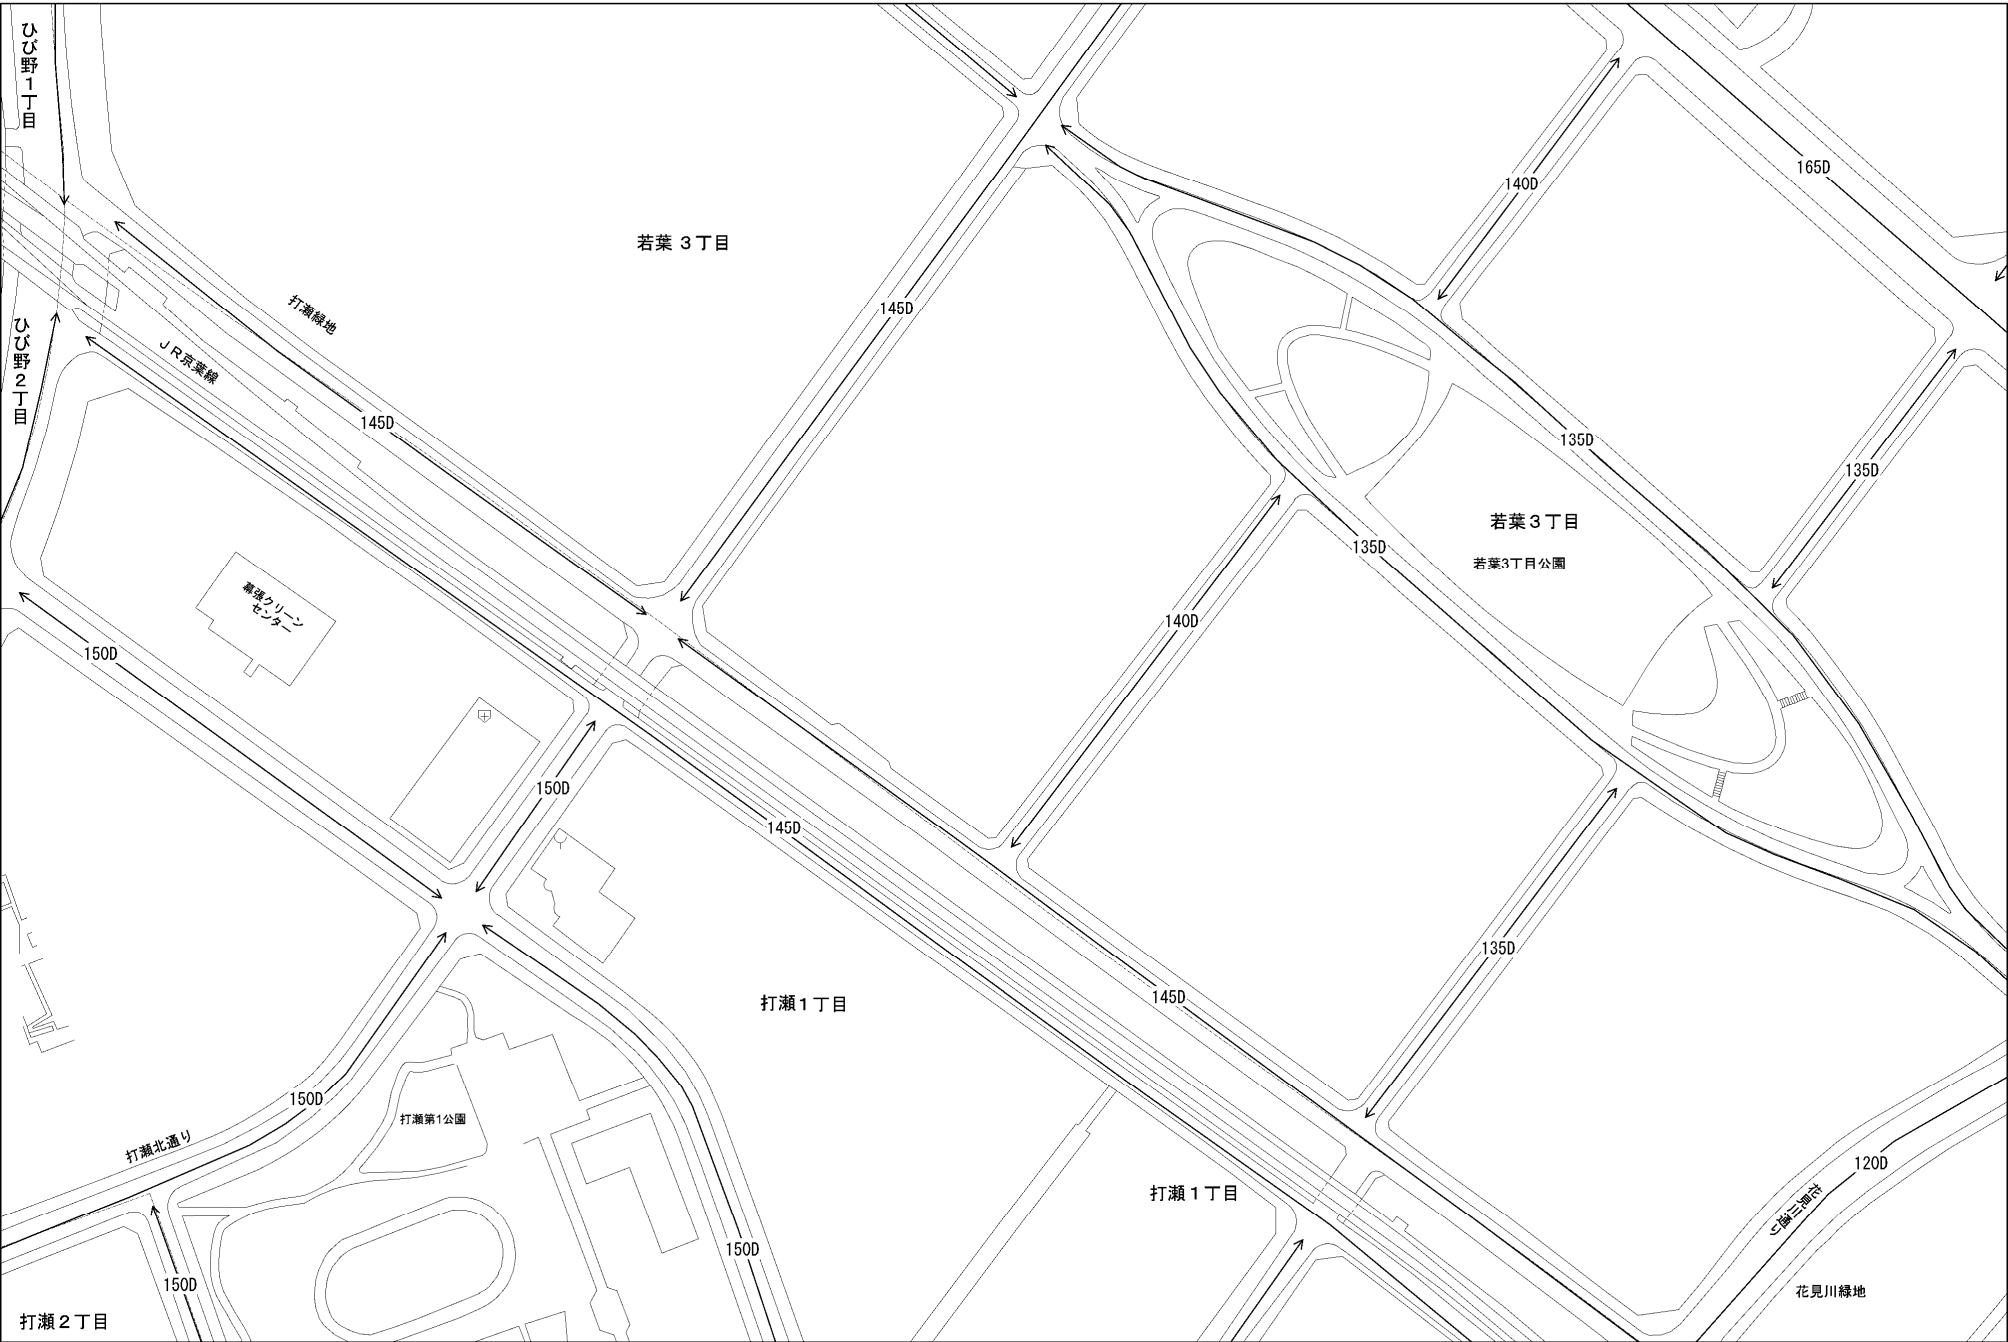 ひび野1丁目
165D
140D
若葉 3丁目
打瀬緑地
145D
ＪＲ京葉線
ひび野2丁目
145D
135D
135D
若葉3丁目
135D
若葉3丁目公園
幕張クリーン
センター
140D
150D
150D
145D
135D
145D
打瀬1丁目
150D
打瀬第1公園
打瀬北通り
120D
打瀬1丁目
花見川通り
150D
150D
花見川緑地
打瀬2丁目